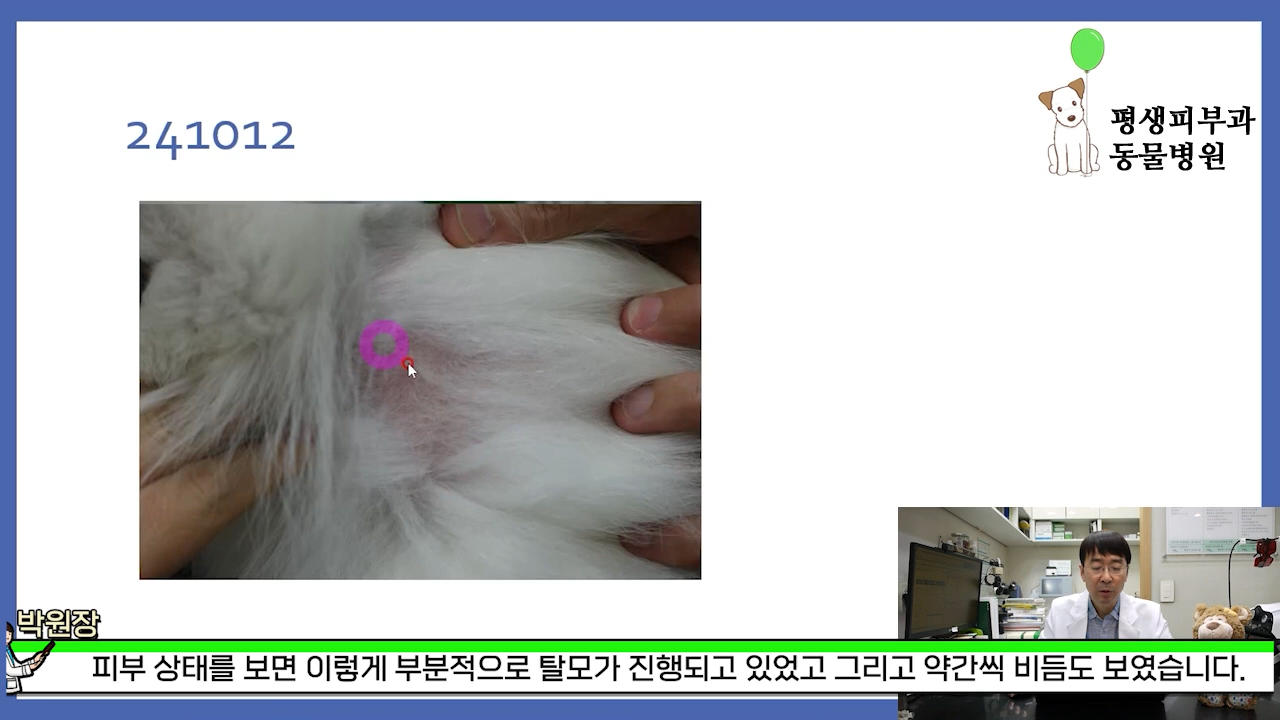 241012
평생피부과
동물병원
박원장
피부 상태를 보면 이렇게 부분적으로 탈모가 진행되고 있었고 그리고 약간씩 비듬도 보였습니다.